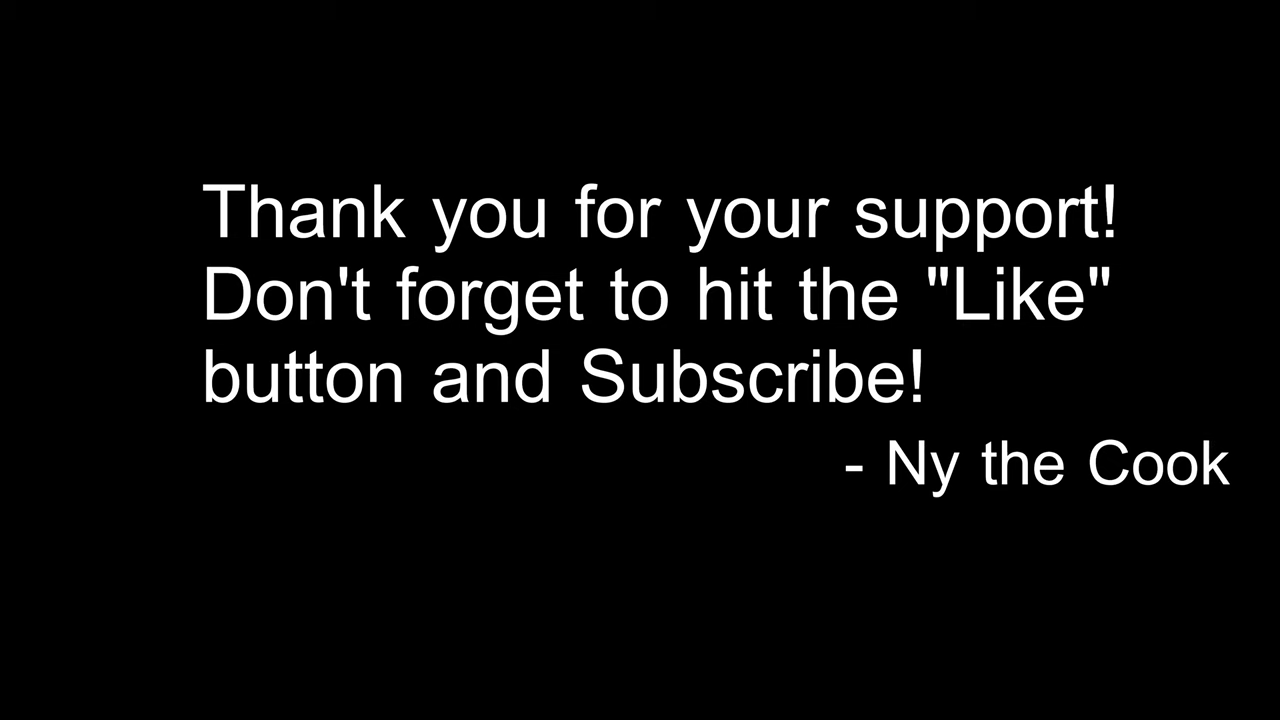 Thank you for your support!
Don't forget to hit the "Like"
button and Subscribe!
- Ny the Cook